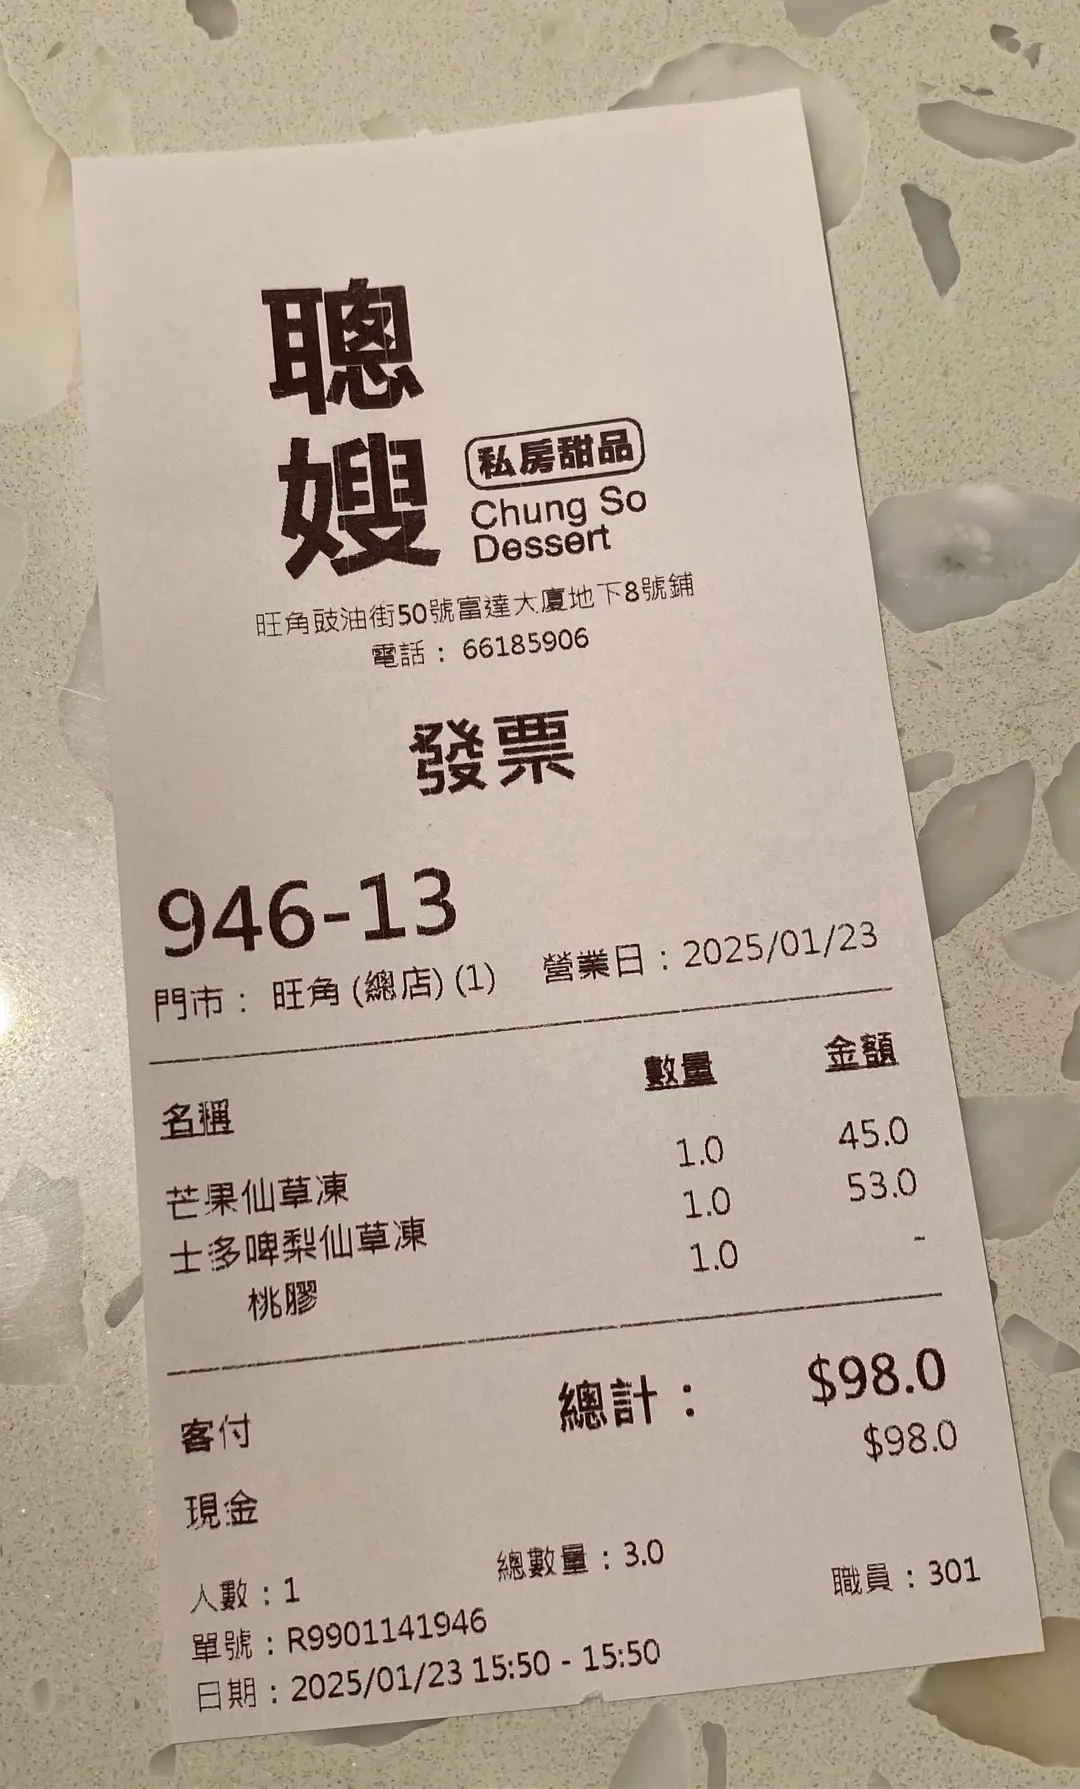 聰嫂
私房甜品
Chung So
Dessert
旺角豉油街50號富達大廈地下8號鋪
電話： 66185906
發票
946-13
門市： 旺角 (總店) (1) 營業日：2025/01/23
名稱 數量 金額
芒果仙草凍 1.0 45.0
士多啤梨仙草凍 1.0 53.0
桃膠 1.0 -
總計： $98.0
客付 $98.0
現金
人數：1 總數量：3.0 職員：301
單號：R9901141946
日期：2025/01/23 15:50 - 15:50